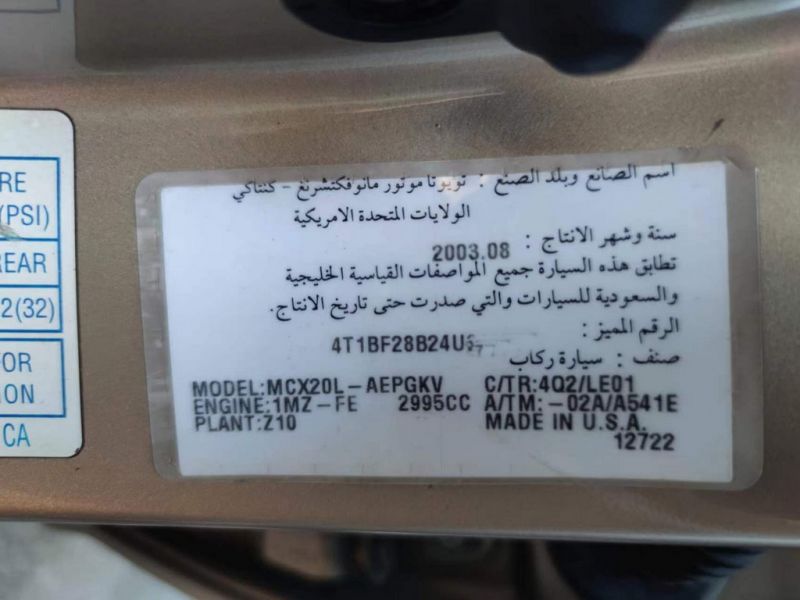 RE
(PSI)
REAR
2(32)
FOR
ION
CA
اسم الصانع وبلد الصنع : تويوتا موتور مانوفكتشرنغ - كنتاكي
الولايات المتحدة الامريكية
سنة وشهر الانتاج : 2003.08
تطابق هذه السيارة جميع المواصفات القياسية الخليجية
والسعودية للسيارات والتي صدرت حتى تاريخ الانتاج.
الرقم المميز : 4T1BF28B24U
صنف : سيارة ركاب
MODEL:MCX20L-AEPGKV C/TR:4Q2/LE01
ENGINE:1MZ-FE 2995CC A/TM:-02A/A541E
PLANT:Z10 MADE IN U.S.A.
12722